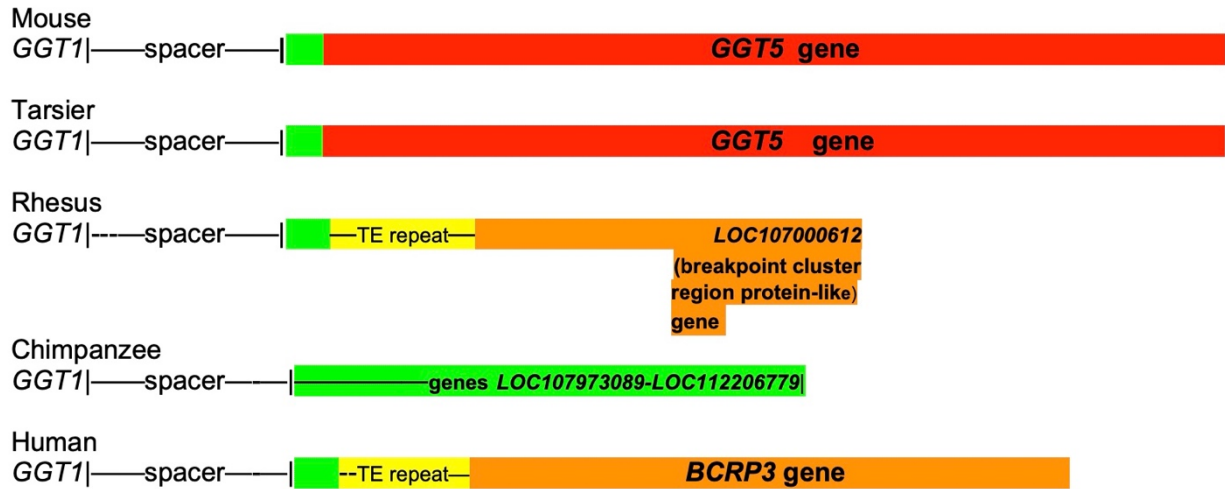 Mouse
GGT1|——spacer——| GGT5 gene
Tarsier
GGT1|——spacer——| GGT5 gene
Rhesus
GGT1|---—spacer——| —TE repeat— LOC107000612
(breakpoint cluster
region protein-like)
gene
Chimpanzee
GGT1|——spacer—--—| ————genes LOC107973089-LOC112206779|
Human
GGT1|——spacer—--—| --TE repeat— BCRP3 gene